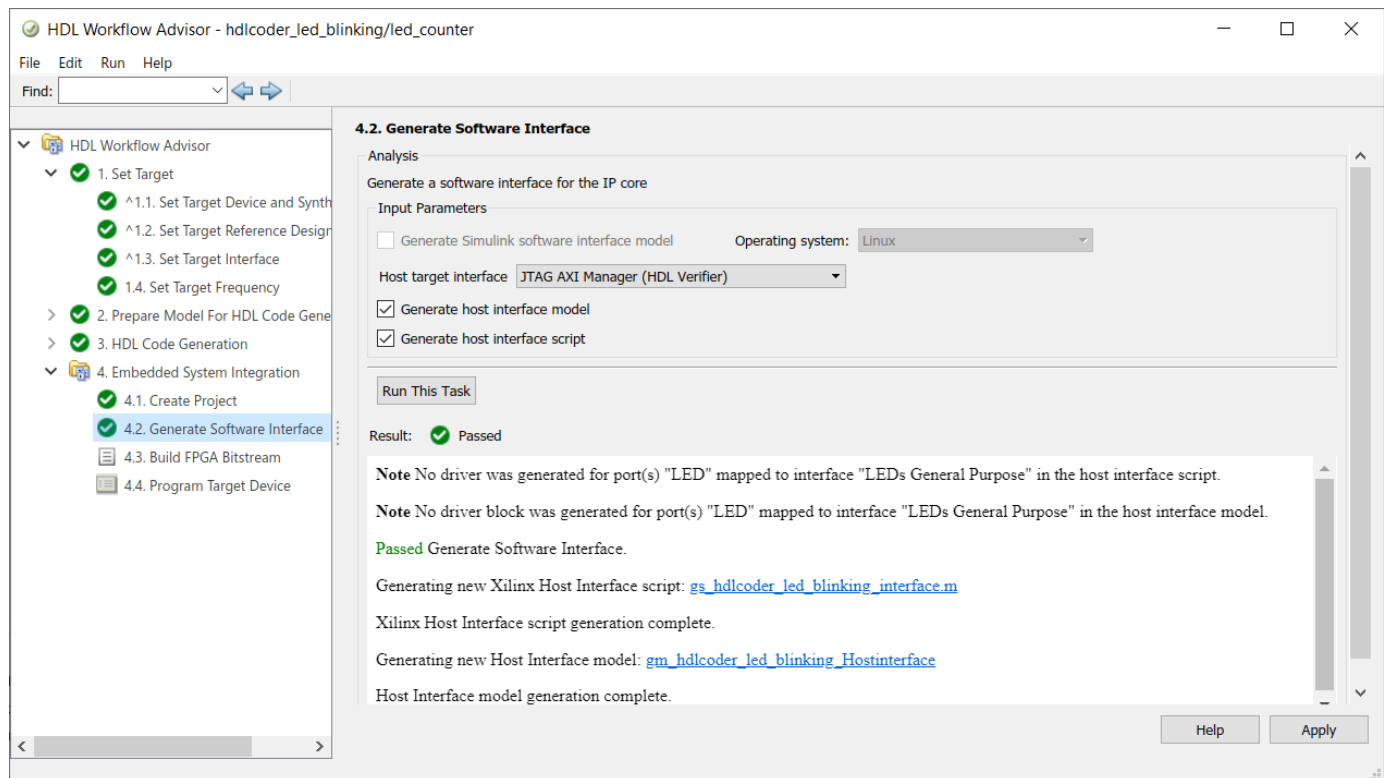 HDL Workflow Advisor - hdlcoder_led_blinking/led_counter
File Edit Run Help
Find:
HDL Workflow Advisor
1. Set Target
^1.1. Set Target Device and Synth
^1.2. Set Target Reference Design
^1.3. Set Target Interface
1.4. Set Target Frequency
2. Prepare Model For HDL Code Gene
3. HDL Code Generation
4. Embedded System Integration
4.1. Create Project
4.2. Generate Software Interface
4.3. Build FPGA Bitstream
4.4. Program Target Device
4.2. Generate Software Interface
Analysis
Generate a software interface for the IP core
Input Parameters
Generate Simulink software interface model Operating system: Linux
Host target interface JTAG AXI Manager (HDL Verifier)
Generate host interface model
Generate host interface script
Run This Task
Result: Passed
Note No driver was generated for port(s) "LED" mapped to interface "LEDs General Purpose" in the host interface script.
Note No driver block was generated for port(s) "LED" mapped to interface "LEDs General Purpose" in the host interface model.
Passed Generate Software Interface.
Generating new Xilinx Host Interface script: gs_hdlcoder_led_blinking_interface.m
Xilinx Host Interface script generation complete.
Generating new Host Interface model: gm_hdlcoder_led_blinking_Hostinterface
Host Interface model generation complete.
Help Apply